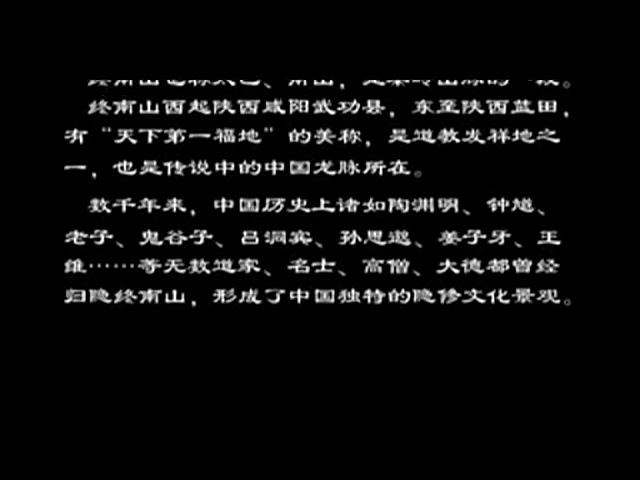 终南山西起陕西咸阳武功县，东至陕西蓝田，
有“天下第一福地”的美称，是道教发祥地之
一，也是传说中的中国龙脉所在。
数千年来，中国历史上诸如陶渊明、钟馗、
老子、鬼谷子、吕洞宾、孙思邈、姜子牙、王
维……等无数道家、名士、高僧、大德都曾经
归隐终南山，形成了中国独特的隐修文化景观。